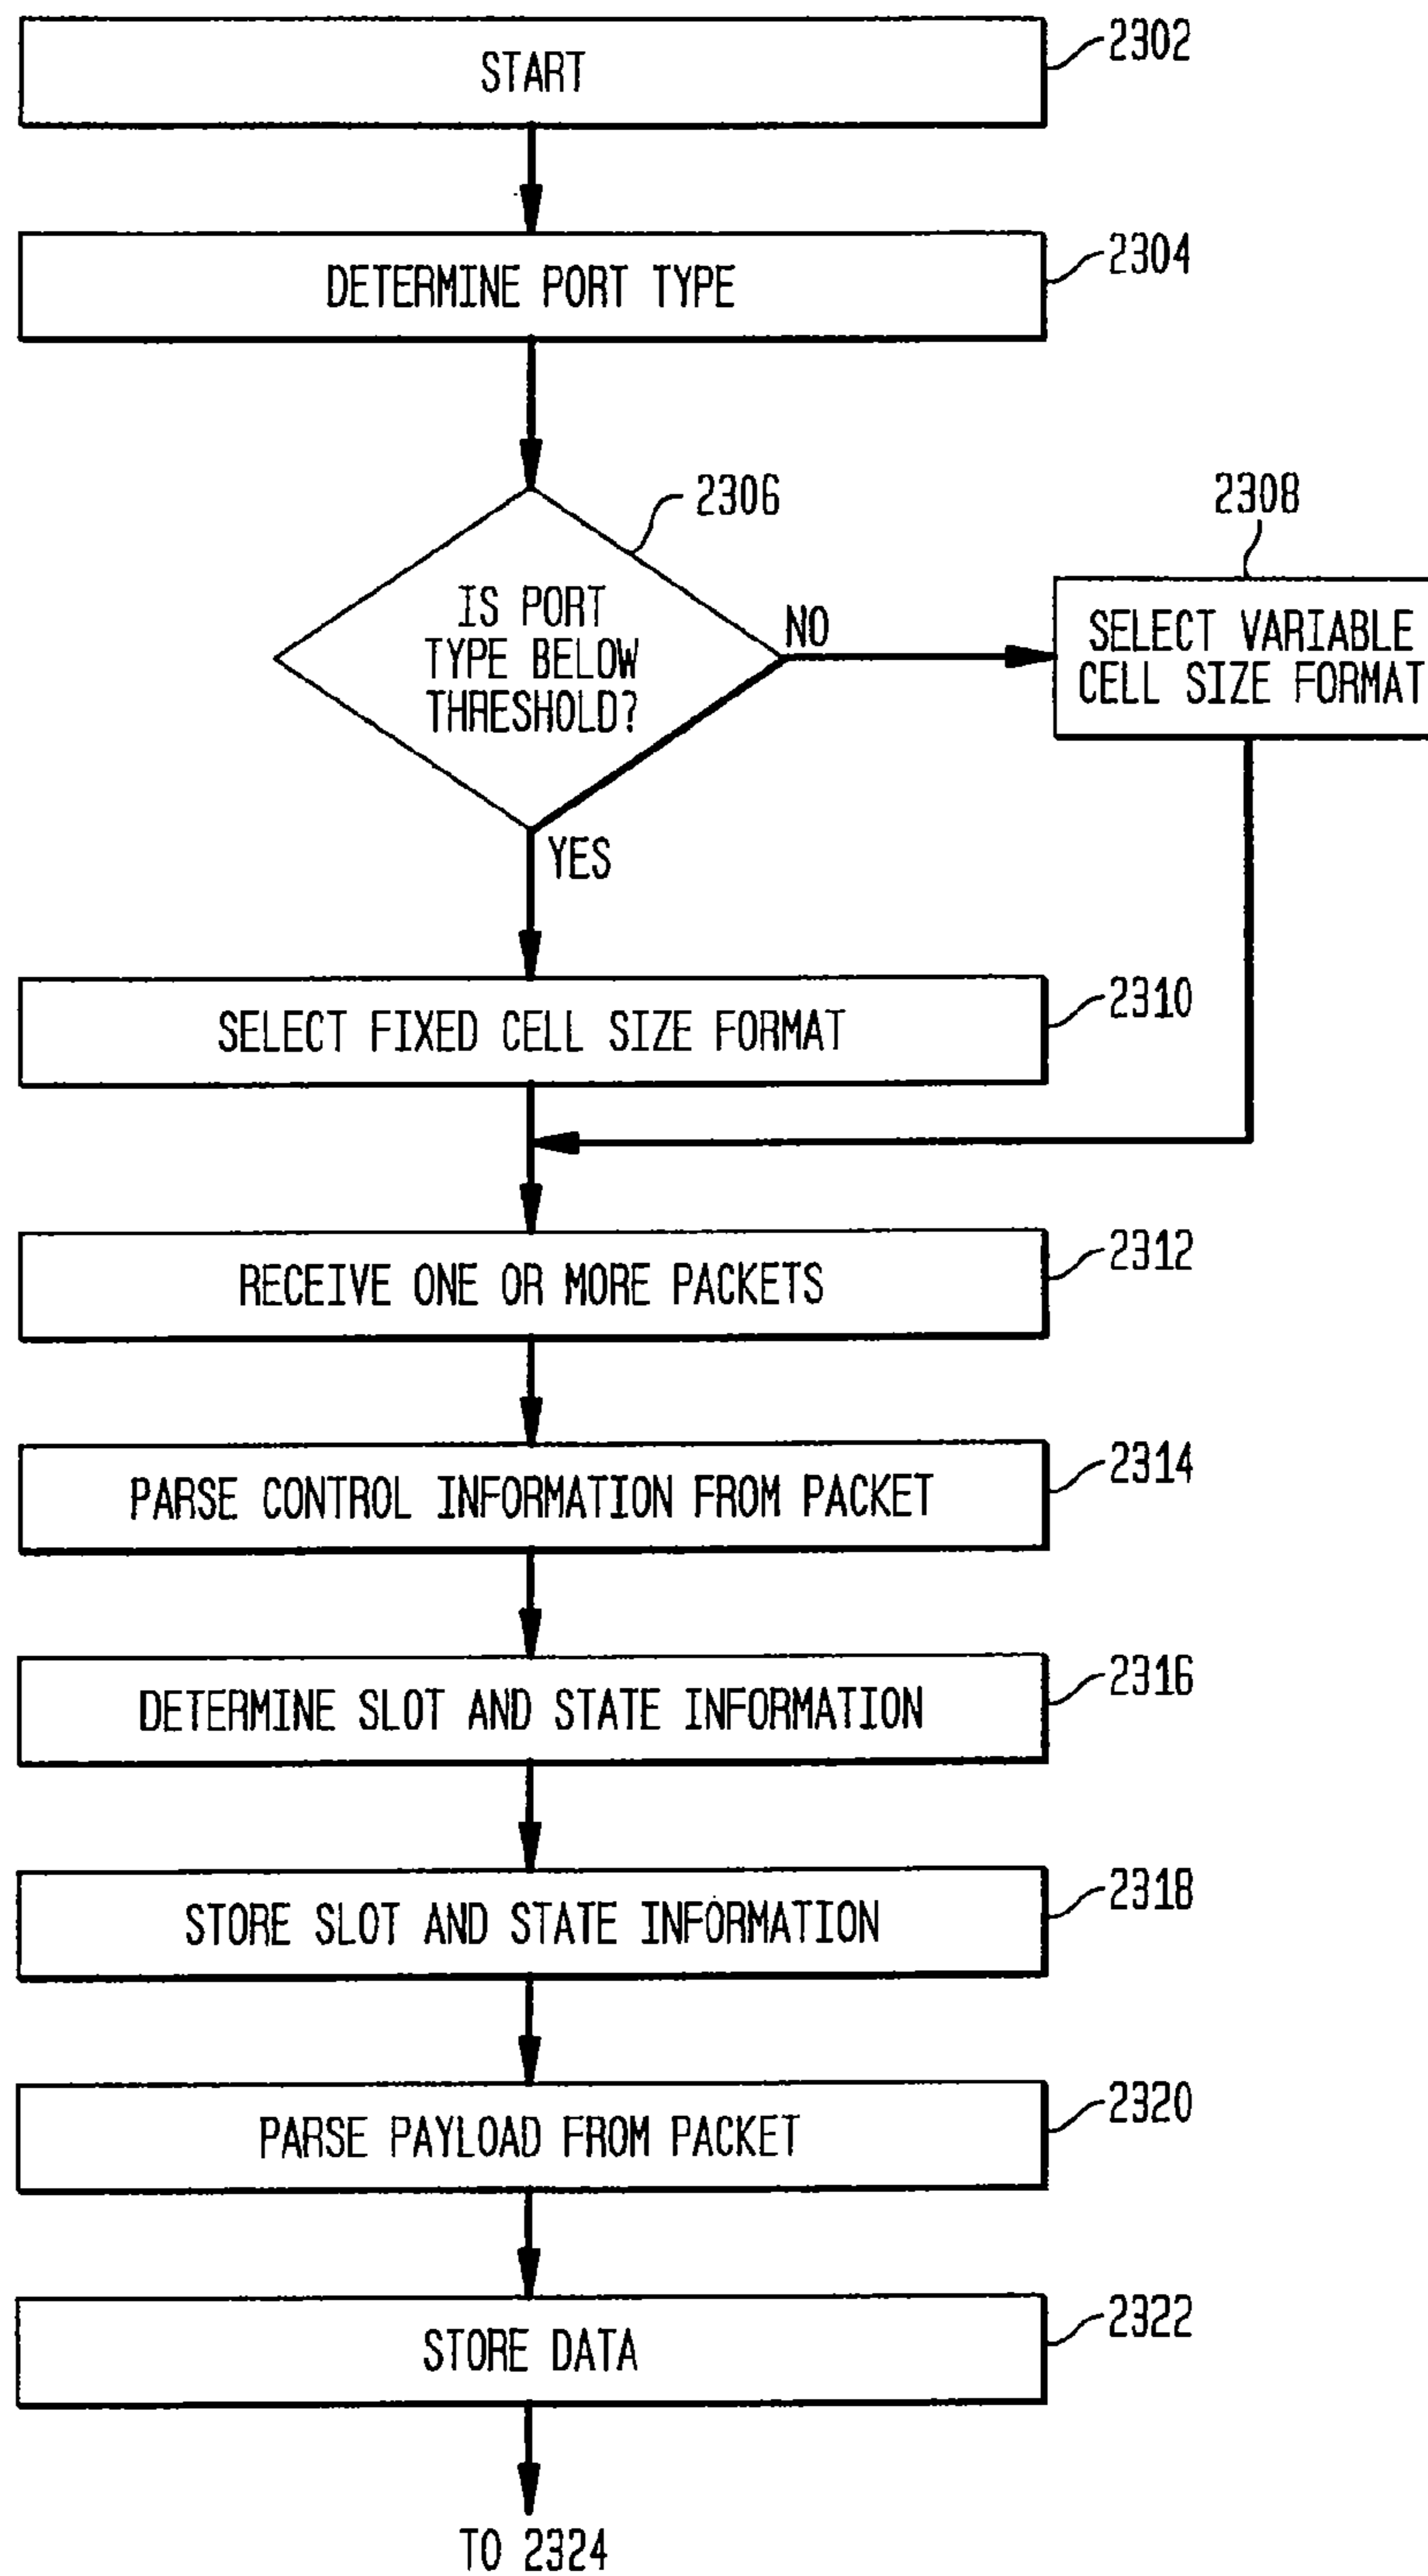 START
2302
DETERMINE PORT TYPE
2304
2306
IS PORT
TYPE BELOW
THRESHOLD?
NO
YES
2308
SELECT VARIABLE
CELL SIZE FORMAT
SELECT FIXED CELL SIZE FORMAT
2310
RECEIVE ONE OR MORE PACKETS
2312
PARSE CONTROL INFORMATION FROM PACKET
2314
DETERMINE SLOT AND STATE INFORMATION
2316
STORE SLOT AND STATE INFORMATION
2318
PARSE PAYLOAD FROM PACKET
2320
STORE DATA
2322
TO 2324